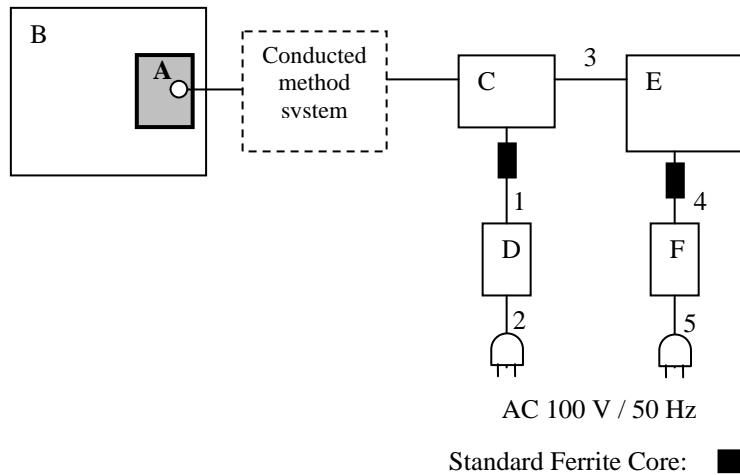 B
A
Conducted
method
svstem
C
3
E
1
4
D
F
2
5
AC 100 V / 50 Hz
Standard Ferrite Core: